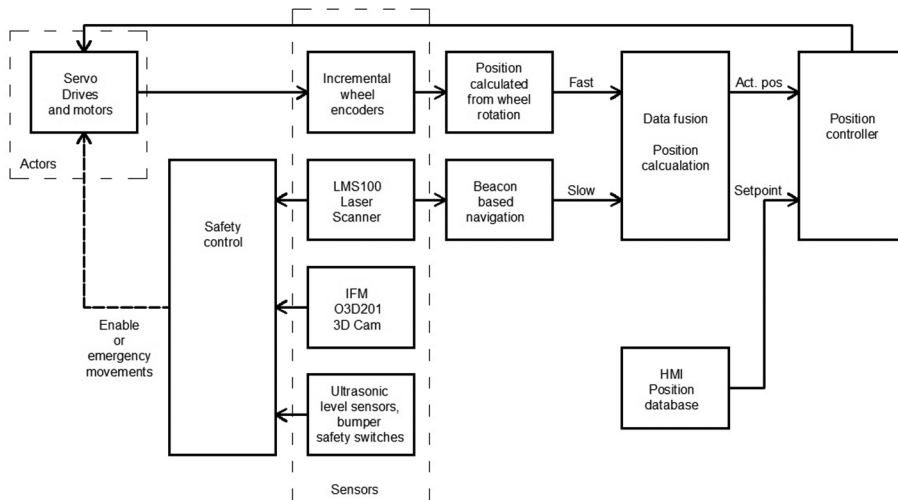 Servo
Drives
and motors
Actors
Incremental
wheel
encoders
Position
calculated
from wheel
rotation
Fast
Data fusion
Position
calcualation
Act. pos
Position
controller
Setpoint
Safety
control
LMS100
Laser
Scanner
Beacon
based
navigation
Slow
IFM
O3D201
3D Cam
Enable
or
emergency
movements
HMI
Position
database
Ultrasonic
level sensors,
bumper
safety switches
Sensors